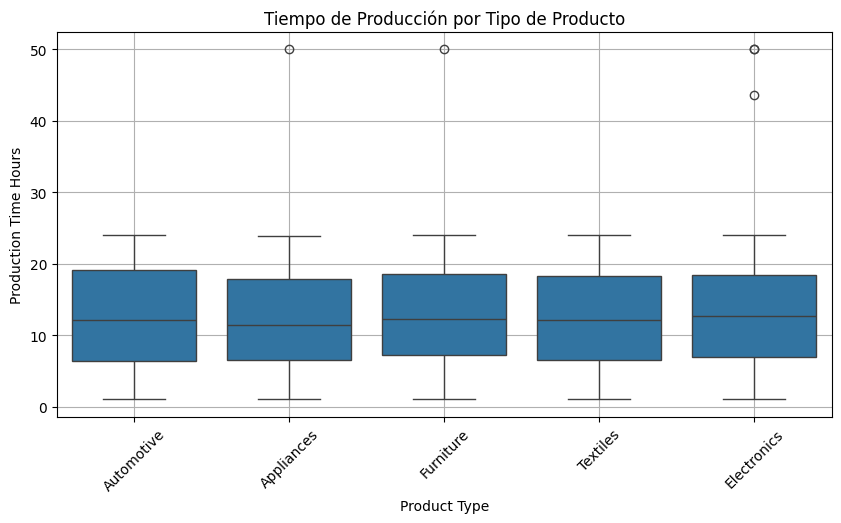 Tiempo de Producción por Tipo de Producto
Production Time Hours
50
40
30
20
10
0
Automotive
Appliances
Furniture
Textiles
Electronics
Product Type